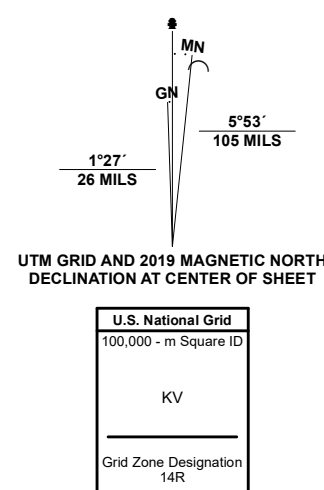 MN
GN
5°53´
105 MILS
1°27´
26 MILS
UTM GRID AND 2019 MAGNETIC NORTH
DECLINATION AT CENTER OF SHEET
U.S. National Grid
100,000 - m Square ID
KV
Grid Zone Designation
14R